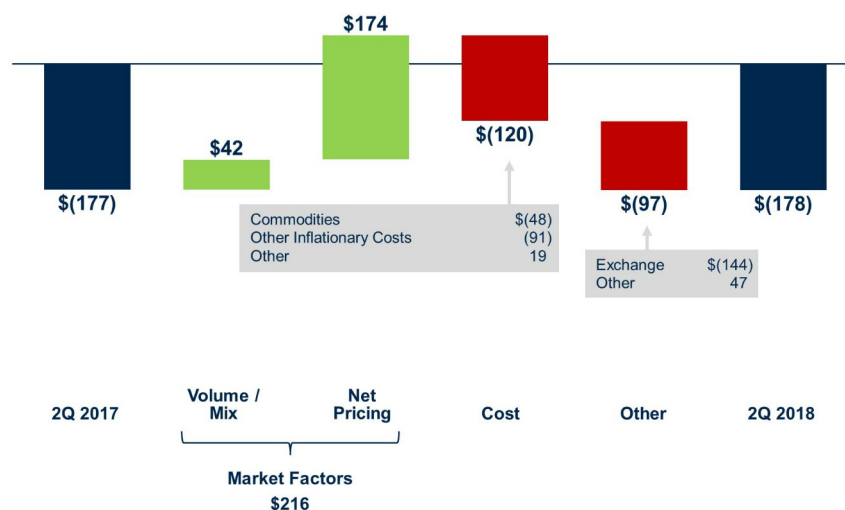 $174
$42
$(177)
$(120)
$(97)
$(178)
Commodities $(48)
Other Inflationary Costs (91)
Other 19
Exchange $(144)
Other 47
2Q 2017
Volume /
Mix
Net
Pricing
Cost
Other
2Q 2018
Market Factors
$216